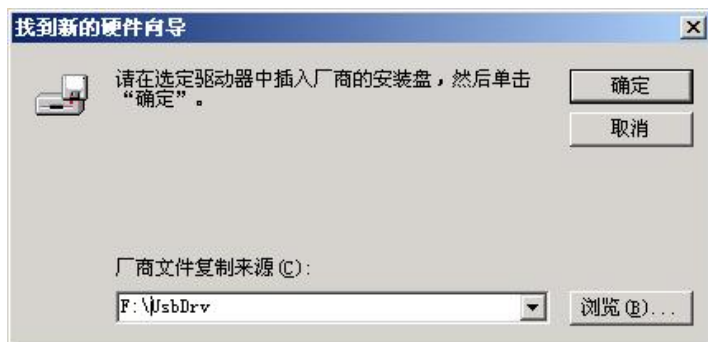 找到新的硬件向导
请在选定驱动器中插入厂商的安装盘，然后单击
“确定”。
确定
取消
厂商文件复制来源(C):
F:\UsbDrv
浏览(B)...